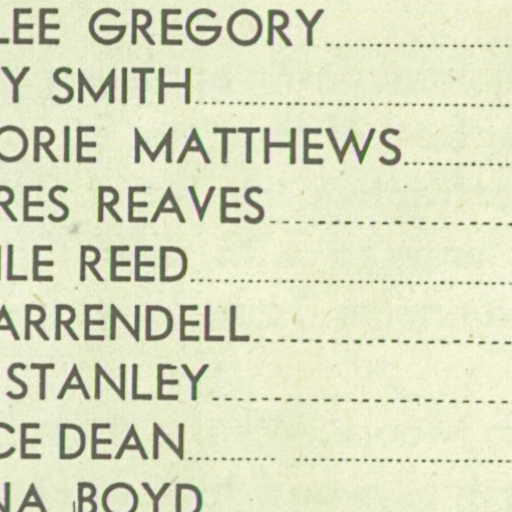 LEE GREGORY
Y SMITH
ORIE MATTHEWS
RES REAVES
ILE REED
ARRENDELL
STANLEY
CE DEAN
NA BOYD